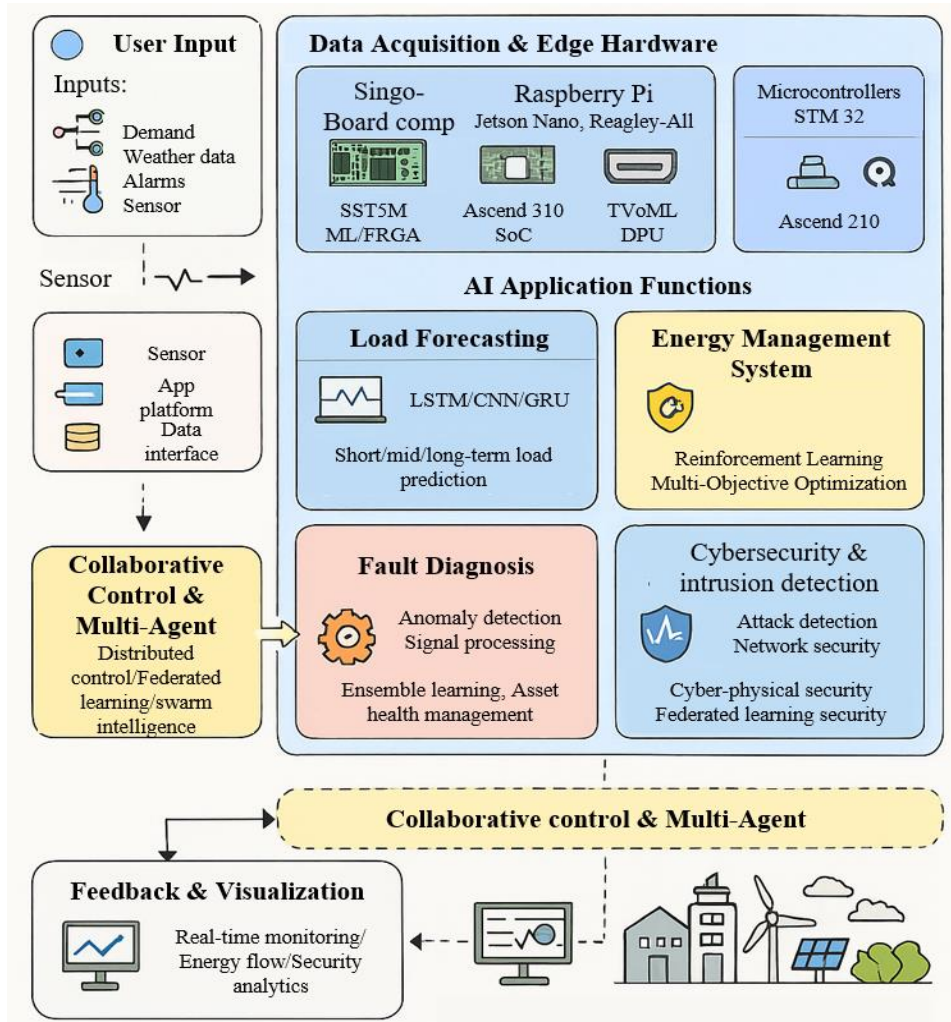 User Input
Inputs:
Demand
Weather data
Alarms
Sensor
Sensor
Sensor
App
platform
Data
interface
Collaborative
Control &
Multi-Agent
Distributed
control/Federated
learning/swarm
intelligence
Data Acquisition & Edge Hardware
Singo-
Board comp
Raspberry Pi
Jetson Nano, Reagley-All
SST5M
ML/FRGA
Ascend 310
SoC
TVoML
DPU
Microcontrollers
STM 32
Ascend 210
AI Application Functions
Load Forecasting
LSTM/CNN/GRU
Short/mid/long-term load
prediction
Energy Management
System
Reinforcement Learning
Multi-Objective Optimization
Fault Diagnosis
Anomaly detection
Signal processing
Ensemble learning, Asset
health management
Cybersecurity &
intrusion detection
Attack detection
Network security
Cyber-physical security
Federated learning security
Collaborative control & Multi-Agent
Feedback & Visualization
Real-time monitoring/
Energy flow/Security
analytics